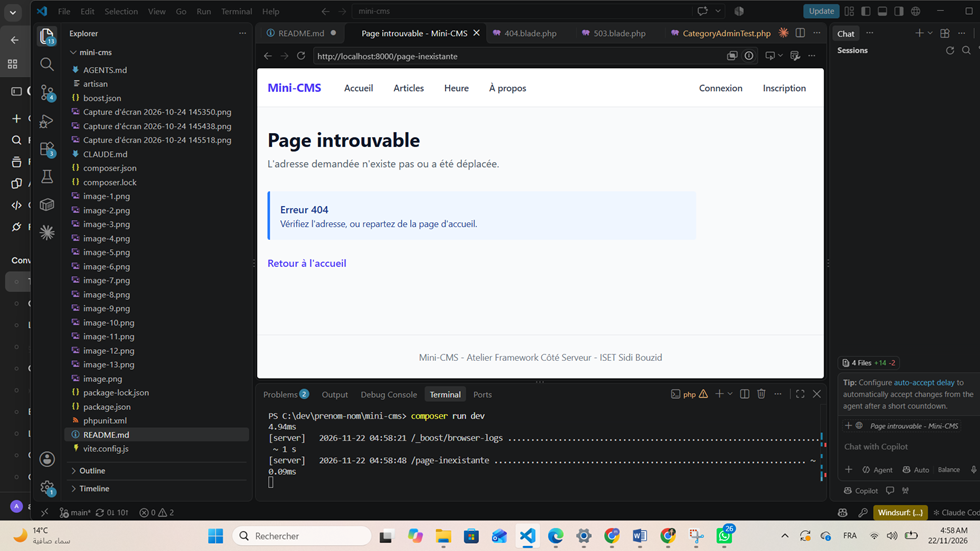 File Edit Selection View Go Run Terminal Help
mini-cms
Update
Explorer
mini-cms
AGENTS.md
artisan
boost.json
Capture d'écran 2026-10-24 145350.png
Capture d'écran 2026-10-24 145438.png
Capture d'écran 2026-10-24 145518.png
CLAUDE.md
composer.json
composer.lock
image-1.png
image-2.png
image-3.png
image-4.png
image-5.png
image-6.png
image-7.png
image-8.png
image-9.png
image-10.png
image-11.png
image-12.png
image-13.png
image.png
package-lock.json
package.json
phpunit.xml
README.md
vite.config.js
Outline
Timeline
13
4
3
1
Conv
A
README.md
Page introuvable - Mini-CMS
404.blade.php
503.blade.php
CategoryAdminTest.php
http://localhost:8000/page-inexistante
Mini-CMS Accueil Articles Heure À propos Connexion Inscription
Page introuvable
L'adresse demandée n'existe pas ou a été déplacée.
Erreur 404
Vérifiez l'adresse, ou repartez de la page d'accueil.
Retour à l'accueil
Mini-CMS - Atelier Framework Côté Serveur - ISET Sidi Bouzid
Problems 2 Output Debug Console Terminal Ports
php
PS C:\dev\prenom-nom\mini-cms> composer run dev
4.94ms
[server] 2026-11-22 04:58:21 /_boost/browser-logs
~ 1 s
[server] 2026-11-22 04:58:48 /page-inexistante ~
0.09ms
Chat
Sessions
4 Files +14 -2
Tip: Configure auto-accept delay to
automatically accept changes from the
agent after a short countdown.
Page introuvable - Mini-CMS
Chat with Copilot
Agent Auto Balance
Copilot
main* 0↓ 10↑ 0 2
Windsurf: {...} Claude Cod
14°C
سماء صافية
Rechercher
26
FRA
4:58 AM
22/11/2026